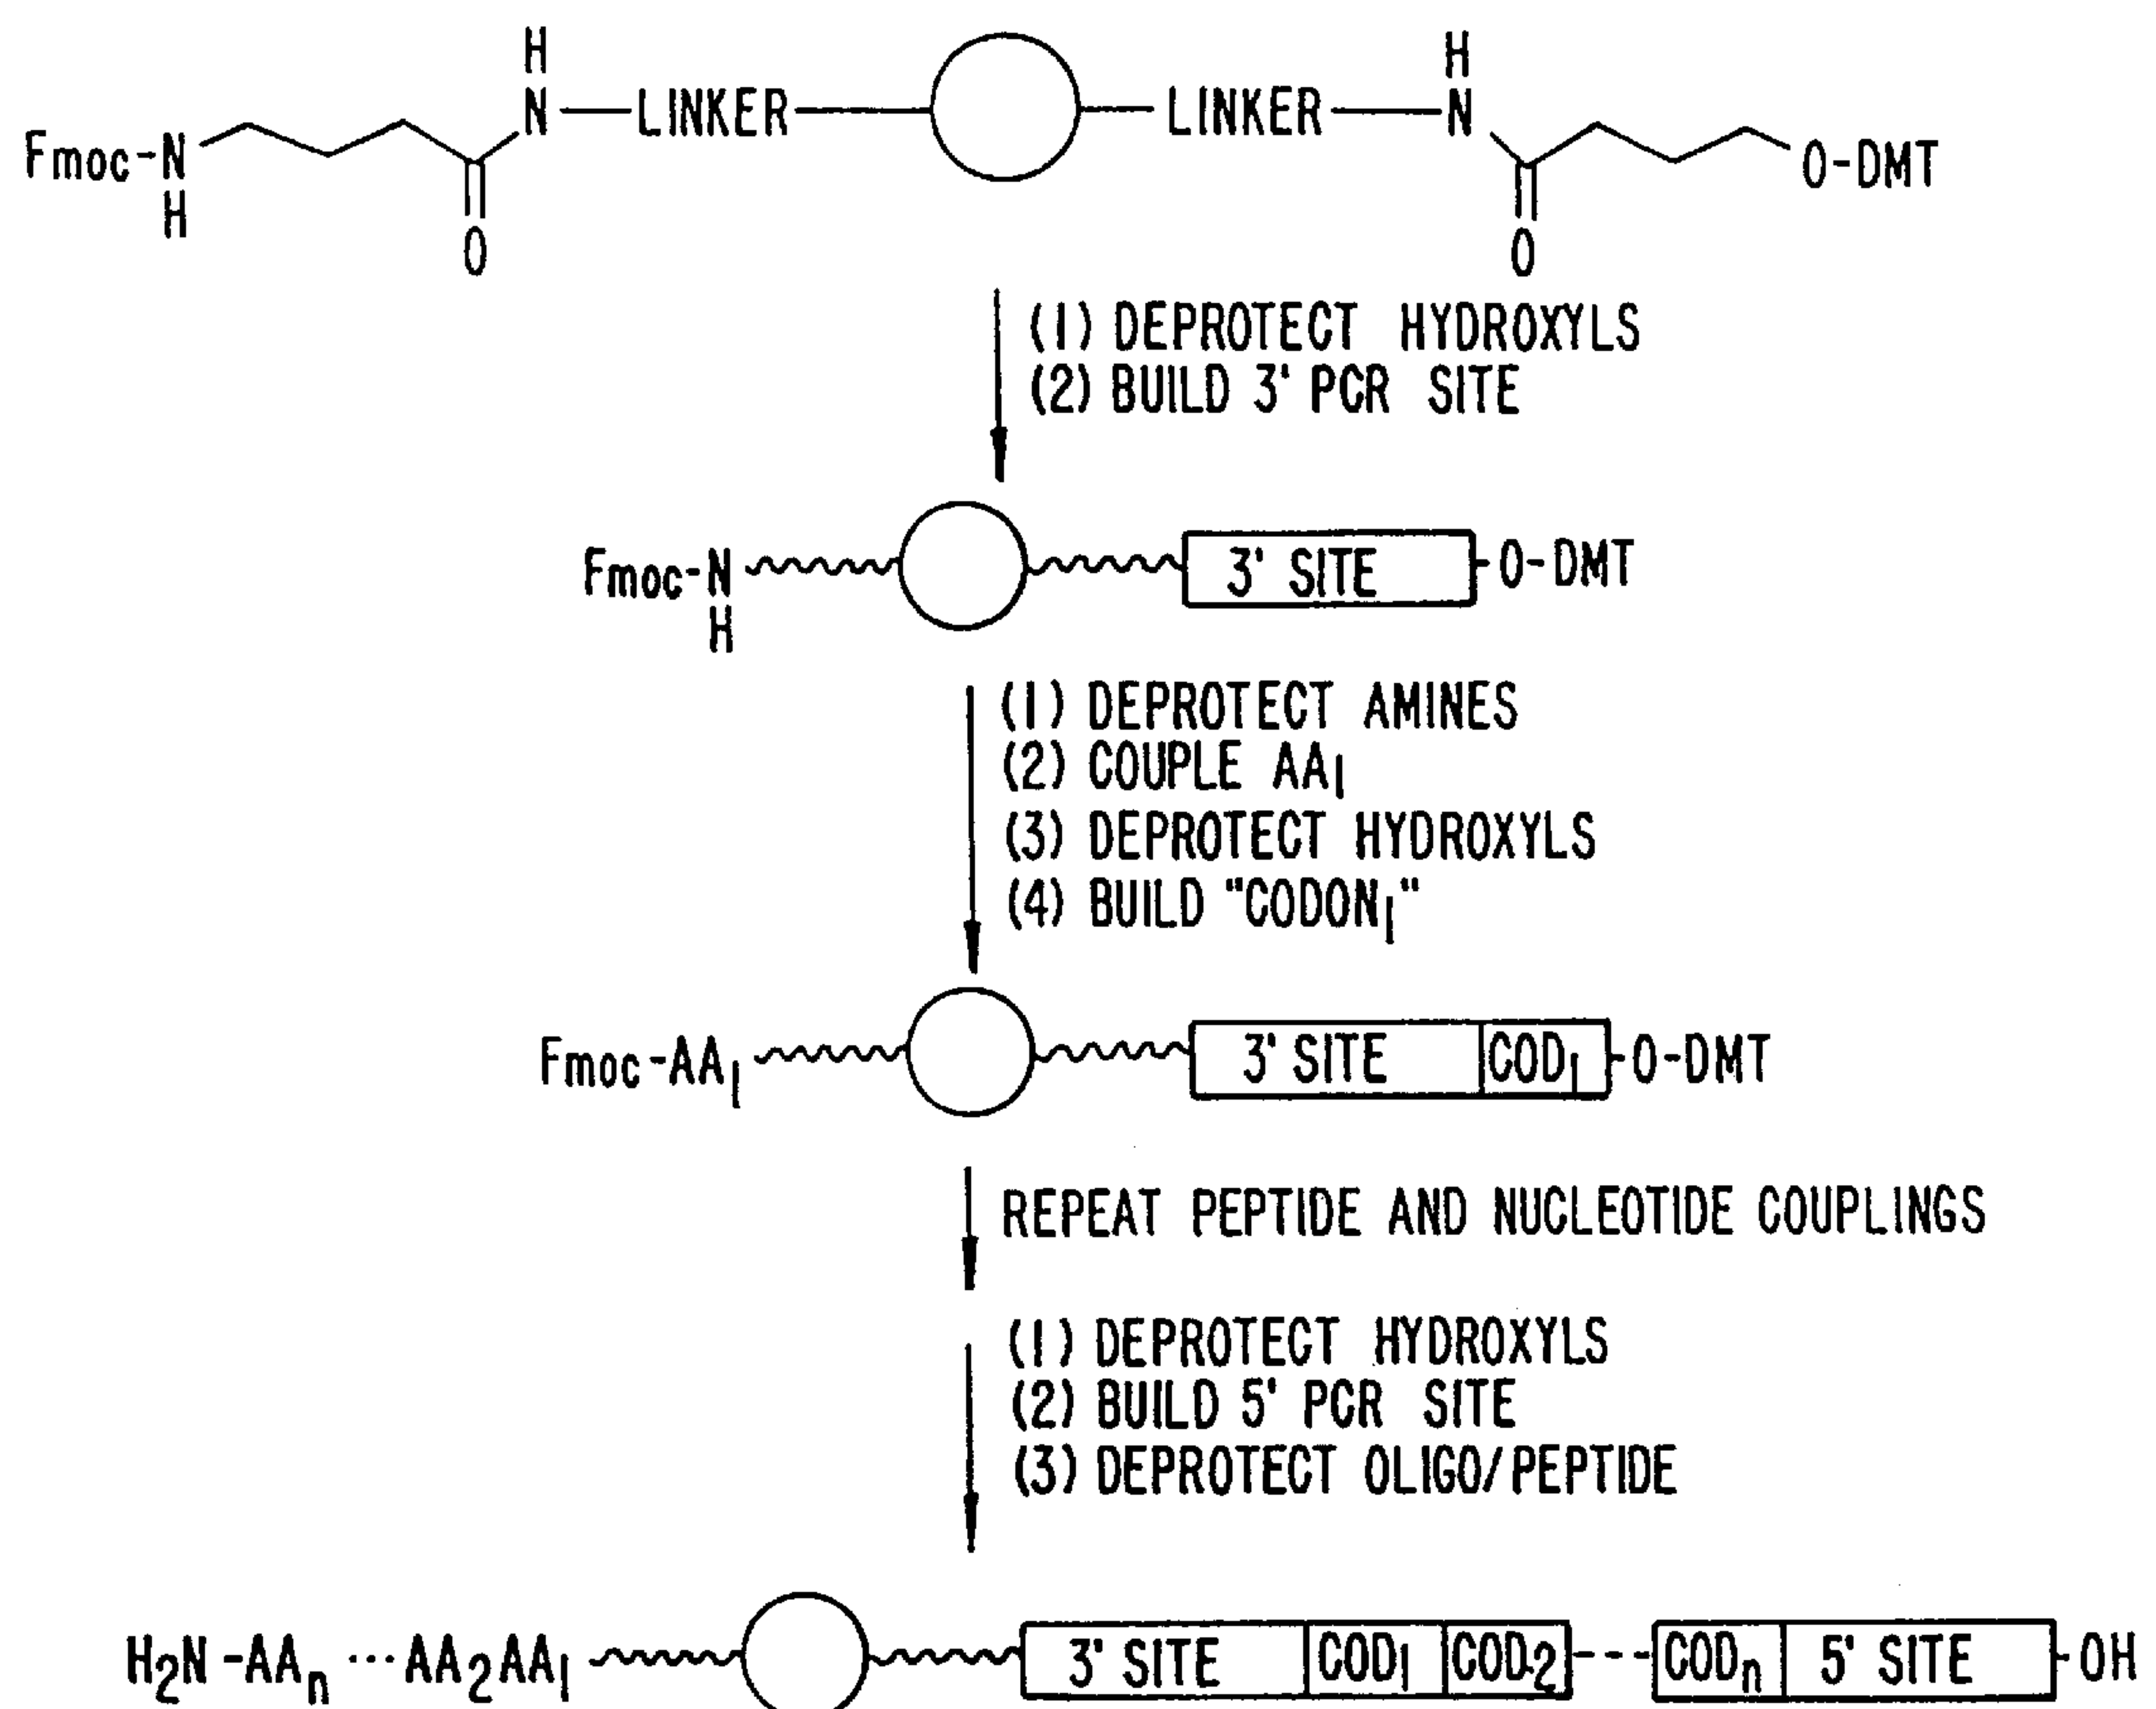 H H
Fmoc-N N LINKER LINKER N O-DMT
H O O
(1) DEPROTECT HYDROXYLS
(2) BUILD 3' PCR SITE
Fmoc-N 3' SITE O-DMT
H
(1) DEPROTECT AMINES
(2) COUPLE AA1
(3) DEPROTECT HYDROXYLS
(4) BUILD "CODON1"
Fmoc-AA1 3' SITE COD1 O-DMT
REPEAT PEPTIDE AND NUCLEOTIDE COUPLINGS
(1) DEPROTECT HYDROXYLS
(2) BUILD 5' PCR SITE
(3) DEPROTECT OLIGO/PEPTIDE
H2N-AAn ... AA2AA1 3' SITE COD1 COD2 --- CODn 5' SITE OH